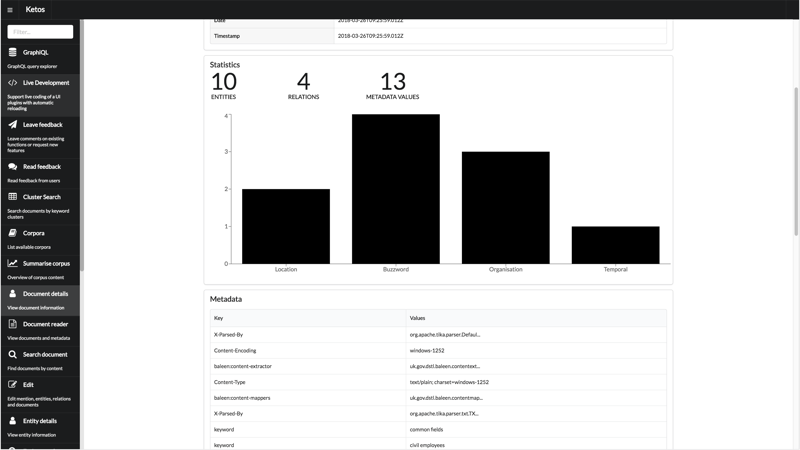 Ketos
Filter...
GraphiQL
GraphQL query explorer
Live Development
Support live coding of a UI
plugins with automatic
reloading
Leave feedback
Leave comments on existing
functions or request new
features
Read feedback
Read feedback from users
Cluster Search
Search documents by keyword
clusters
Corpora
List available corpora
Summarise corpus
Overview of corpus content
Document details
View document information
Document reader
View documents and metadata
Search document
Find documents by content
Edit
Edit mention, entities, relations
and documents
Entity details
View entity information
Date 2018-03-26T09:25:59.012Z
Timestamp 2018-03-26T09:25:59.012Z
Statistics
10 4 13
ENTITIES RELATIONS METADATA VALUES
4
3
2
1
0
Location Buzzword Organisation Temporal
Metadata
Key Values
X-Parsed-By org.apache.tika.parser.Defaul...
Content-Encoding windows-1252
baleen:content-extractor uk.gov.dstl.baleen.contentext...
Content-Type text/plain; charset=windows-1252
baleen:content-mappers uk.gov.dstl.baleen.contentmap...
X-Parsed-By org.apache.tika.parser.txt.TX...
keyword common fields
keyword civil employees